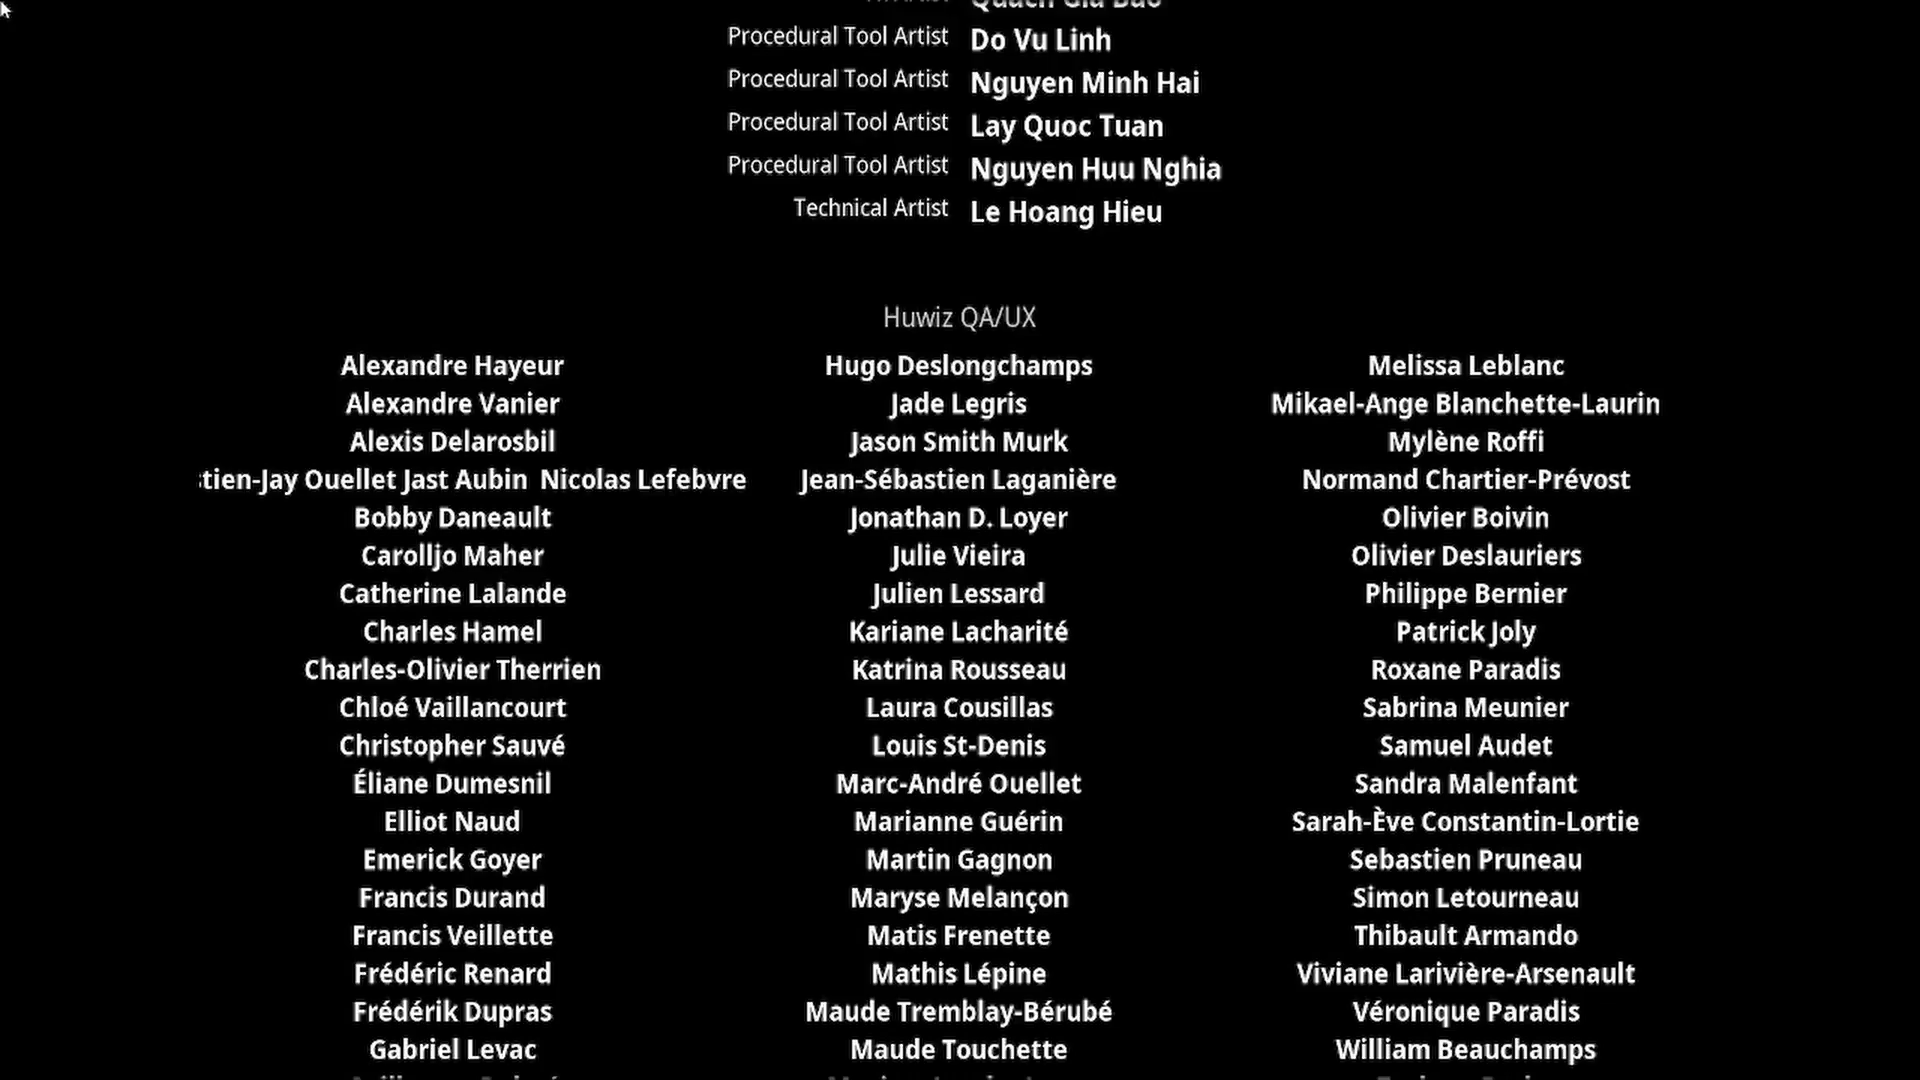 Procedural Tool Artist Do Vu Linh
Procedural Tool Artist Nguyen Minh Hai
Procedural Tool Artist Lay Quoc Tuan
Procedural Tool Artist Nguyen Huu Nghia
Technical Artist Le Hoang Hieu
Huwiz QA/UX
Alexandre Hayeur
Alexandre Vanier
Alexis Delarosbil
tien-Jay Ouellet Jast Aubin Nicolas Lefebvre
Bobby Daneault
Carolljo Maher
Catherine Lalande
Charles Hamel
Charles-Olivier Therrien
Chloé Vaillancourt
Christopher Sauvé
Éliane Dumesnil
Elliot Naud
Emerick Goyer
Francis Durand
Francis Veillette
Frédéric Renard
Frédérik Dupras
Gabriel Levac
Hugo Deslongchamps
Jade Legris
Jason Smith Murk
Jean-Sébastien Laganière
Jonathan D. Loyer
Julie Vieira
Julien Lessard
Kariane Lacharité
Katrina Rousseau
Laura Cousillas
Louis St-Denis
Marc-André Ouellet
Marianne Guérin
Martin Gagnon
Maryse Melançon
Matis Frenette
Mathis Lépine
Maude Tremblay-Bérubé
Maude Touchette
Melissa Leblanc
Mikael-Ange Blanchette-Laurin
Mylène Roffi
Normand Chartier-Prévost
Olivier Boivin
Olivier Deslauriers
Philippe Bernier
Patrick Joly
Roxane Paradis
Sabrina Meunier
Samuel Audet
Sandra Malenfant
Sarah-Ève Constantin-Lortie
Sebastien Pruneau
Simon Letourneau
Thibault Armando
Viviane Larivière-Arsenault
Véronique Paradis
William Beauchamps